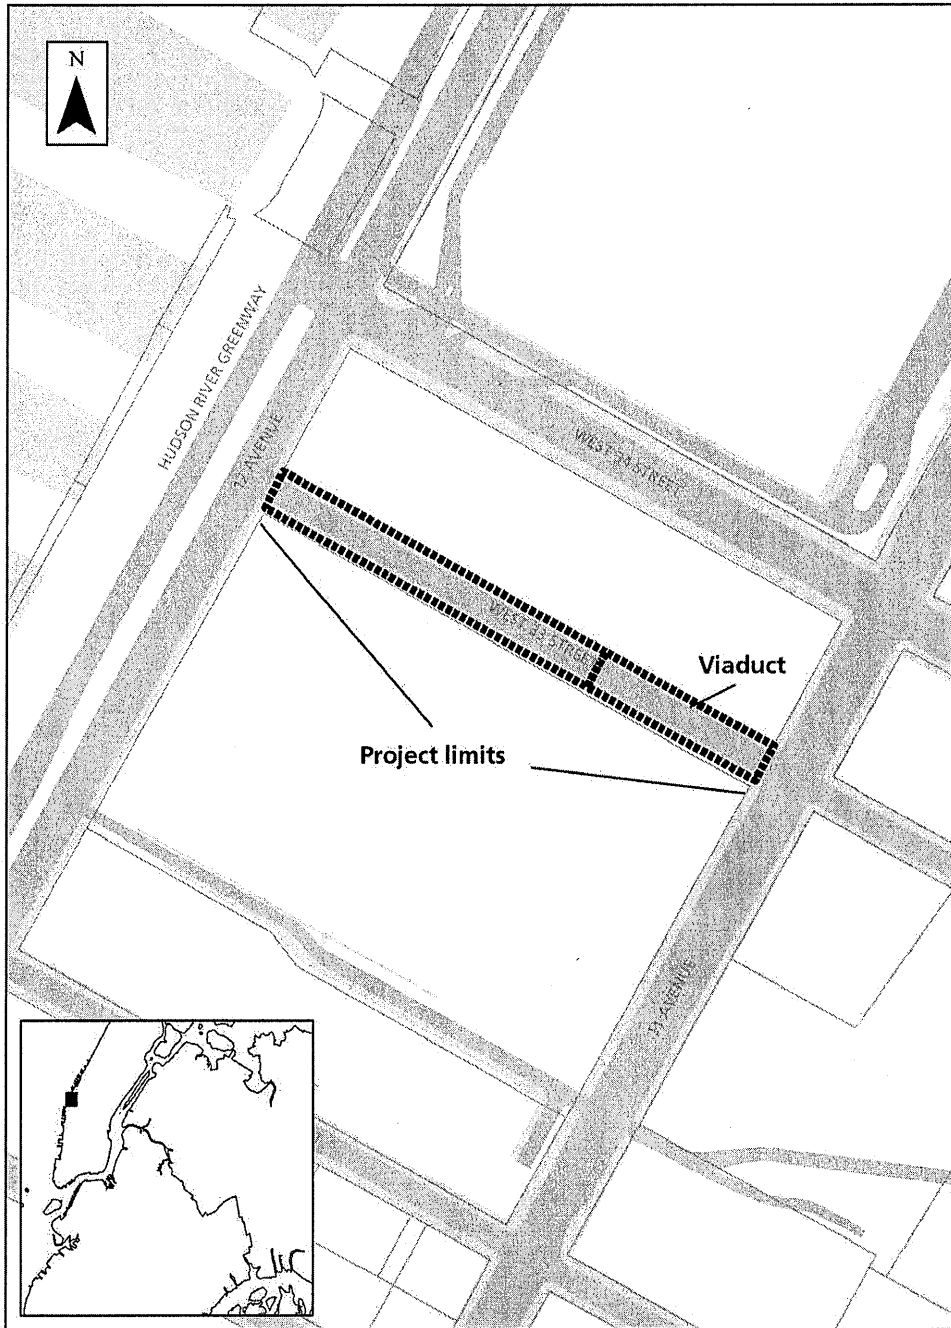 N
HUDSON RIVER GREENWAY
12 AVENUE
WEST 34 STREET
WEST 33 STREET
Viaduct
Project limits
11 AVENUE